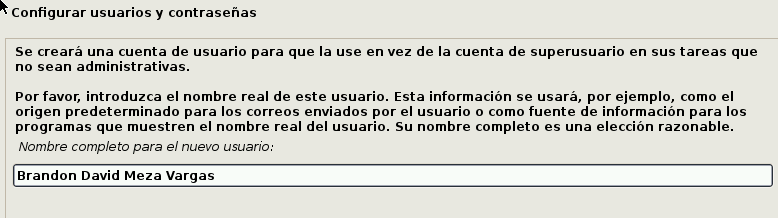 Configurar usuarios y contraseñas
Se creará una cuenta de usuario para que la use en vez de la cuenta de superusuario en sus tareas que
no sean administrativas.
Por favor, introduzca el nombre real de este usuario. Esta información se usará, por ejemplo, como el
origen predeterminado para los correos enviados por el usuario o como fuente de información para los
programas que muestren el nombre real del usuario. Su nombre completo es una elección razonable.
Nombre completo para el nuevo usuario:
Brandon David Meza Vargas